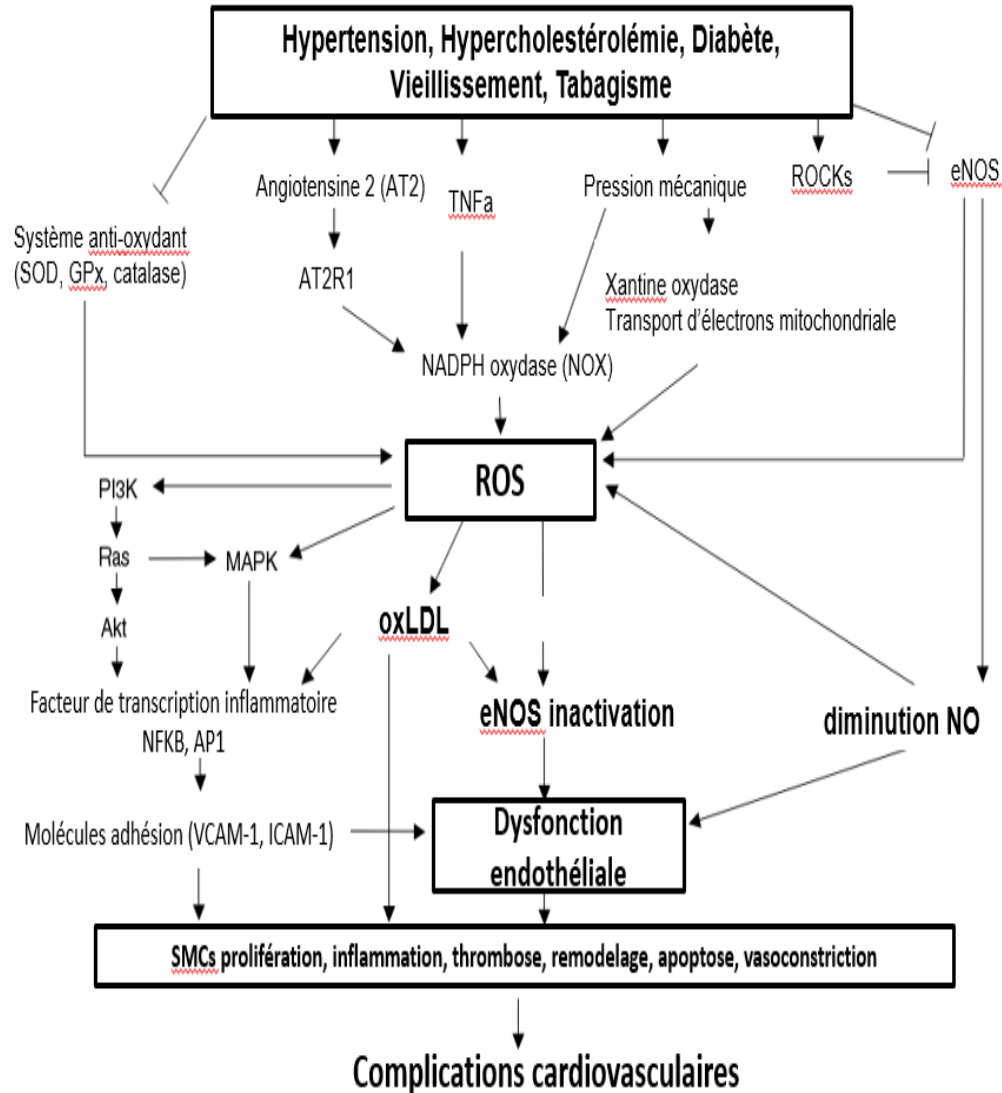 Hypertension, Hypercholestérolémie, Diabète,
Vieillissement, Tabagisme
Angiotensine 2 (AT2)
TNFa
Pression mécanique
ROCKs
eNOS
Système anti-oxydant
(SOD, GPx, catalase)
AT2R1
Xantine oxydase
Transport d'électrons mitochondriale
NADPH oxydase (NOX)
ROS
PI3K
Ras
MAPK
Akt
oxLDL
Facteur de transcription inflammatoire
NFKB, AP1
eNOS inactivation
diminution NO
Molécules adhésion (VCAM-1, ICAM-1)
Dysfonction
endothéliale
SMCs prolifération, inflammation, thrombose, remodelage, apoptose, vasoconstriction
Complications cardiovasculaires